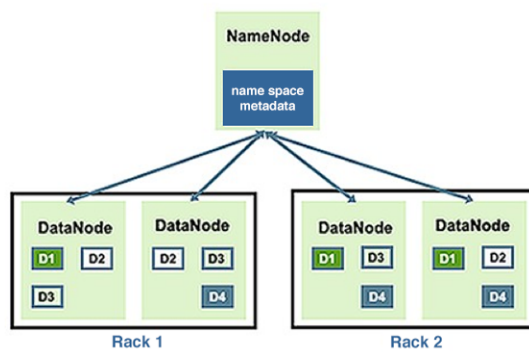 NameNode
name space
metadata
DataNode
D1 D2
D3
DataNode
D2 D3
D4
DataNode
D1 D3
D4
DataNode
D1 D2
D4
Rack 1
Rack 2